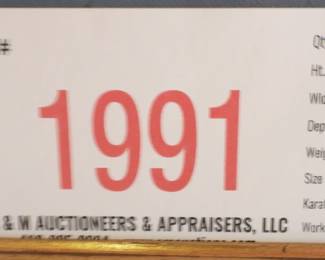 #
1991
& W AUCTIONEERS & APPRAISERS, LLC
Qt
Ht.
Wid
Dep
Weig
Size
Karat
Work